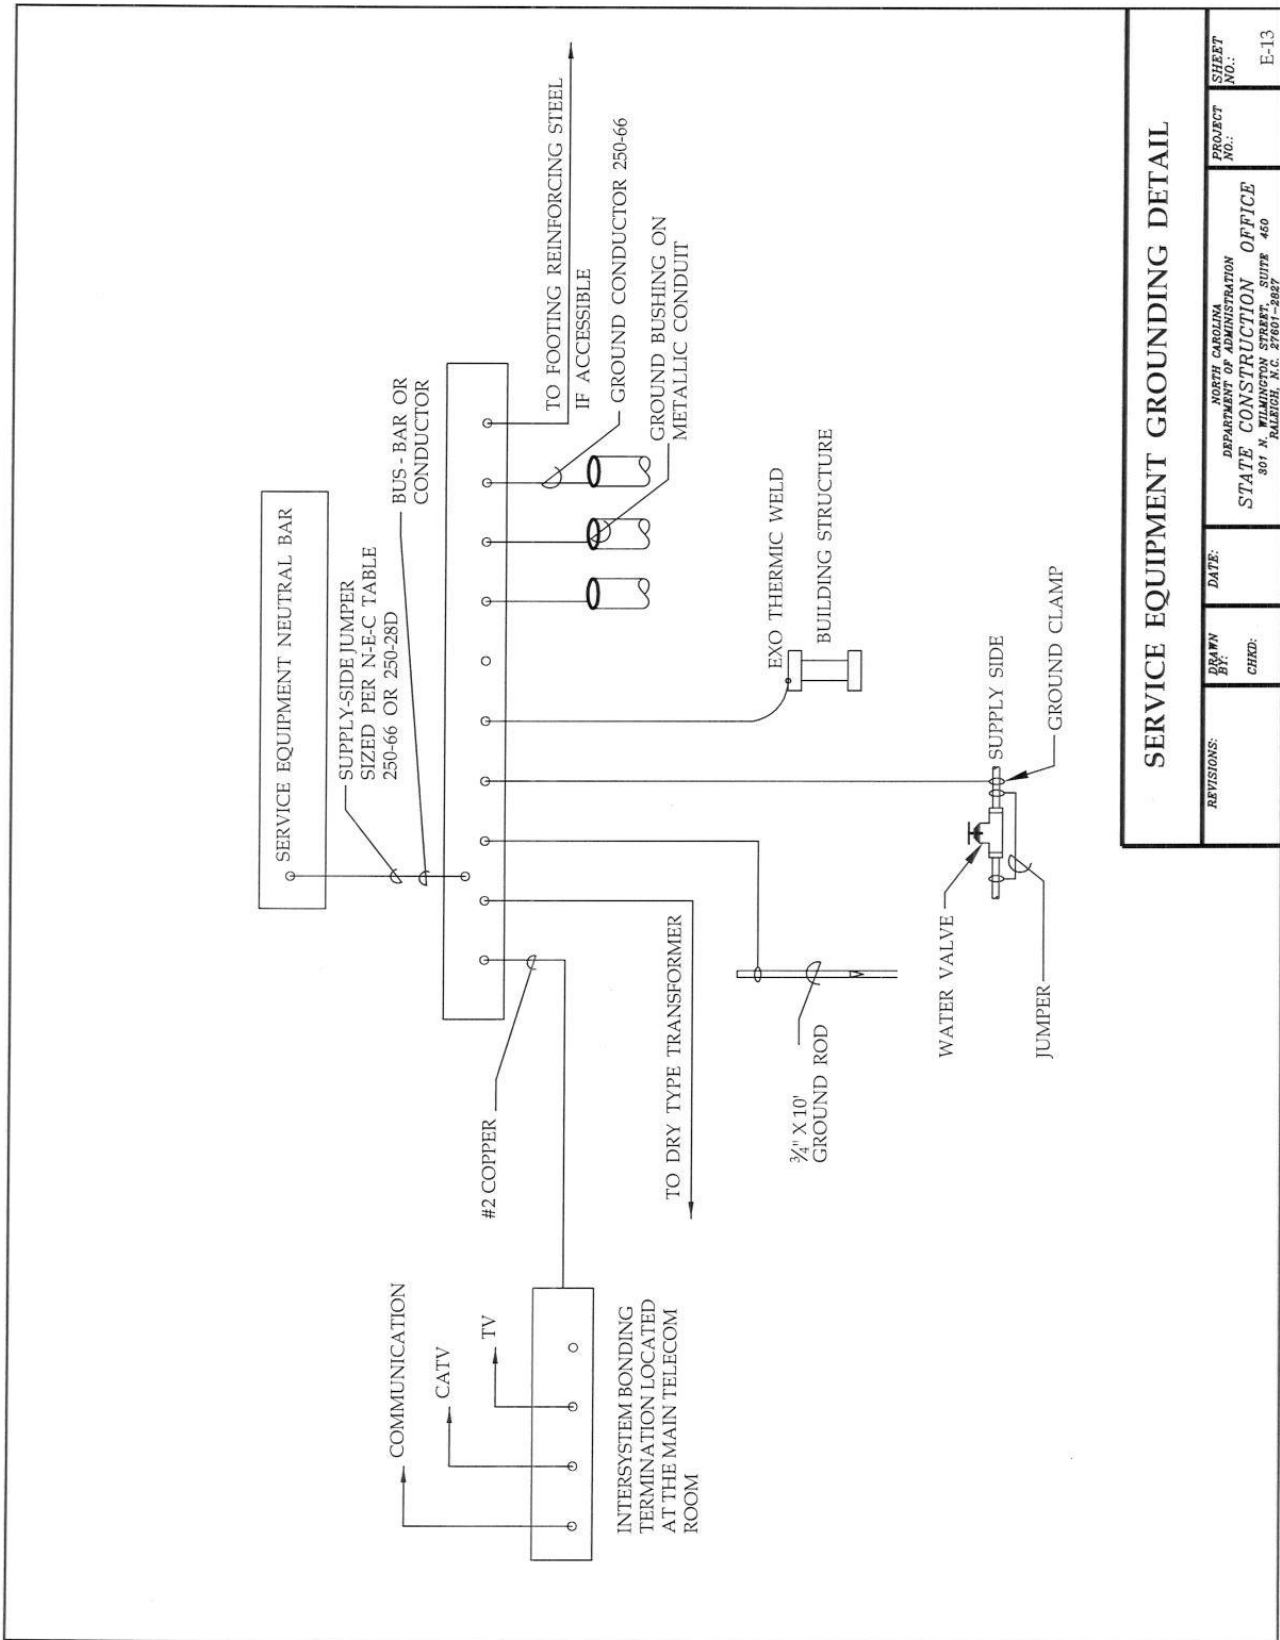 SERVICE EQUIPMENT NEUTRAL BAR
SUPPLY-SIDE JUMPER
SIZED PER N-E-C TABLE
250-66 OR 250-28D
BUS - BAR OR
CONDUCTOR
#2 COPPER
COMMUNICATION
CATV
TV
INTERSYSTEM BONDING
TERMINATION LOCATED
AT THE MAIN TELECOM
ROOM
TO FOOTING REINFORCING STEEL
IF ACCESSIBLE
GROUND CONDUCTOR 250-66
GROUND BUSHING ON
METALLIC CONDUIT
TO DRY TYPE TRANSFORMER
3/4" X 10'
GROUND ROD
EXO THERMIC WELD
BUILDING STRUCTURE
WATER VALVE
SUPPLY SIDE
JUMPER
GROUND CLAMP
SERVICE EQUIPMENT GROUNDING DETAIL
REVISIONS:
DRAWN
BY:
CHKD:
DATE:
NORTH CAROLINA
DEPARTMENT OF ADMINISTRATION
STATE CONSTRUCTION OFFICE
301 N. WILMINGTON STREET. SUITE 450
RALEIGH, N.C. 27601-2827
PROJECT
NO.:
SHEET
NO.:
E-13